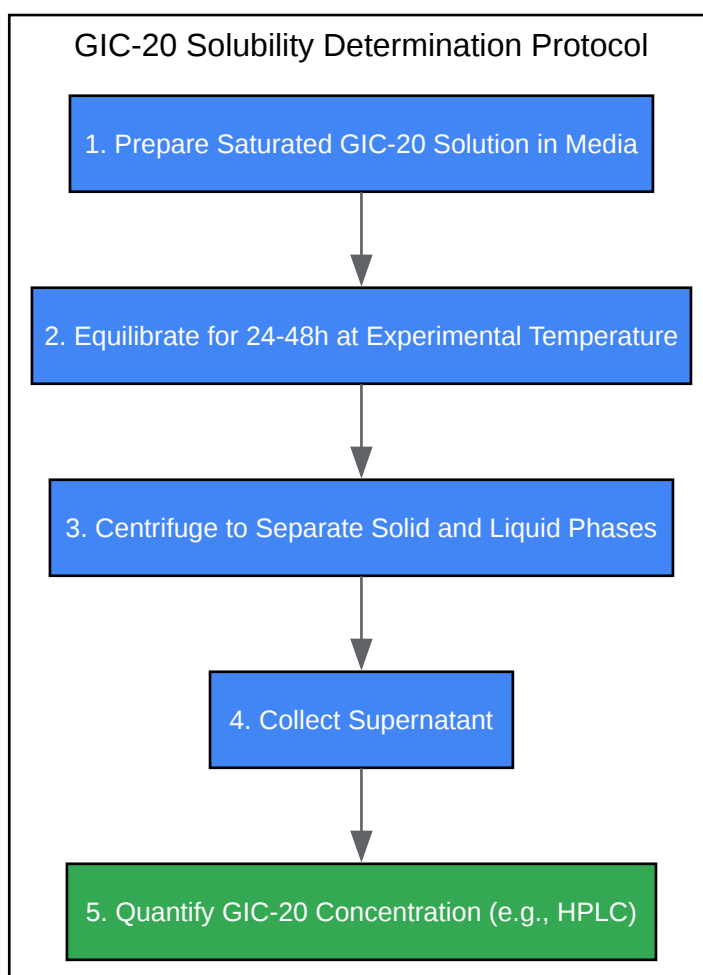 GIC-20 Solubility Determination Protocol
1. Prepare Saturated GIC-20 Solution in Media
2. Equilibrate for 24-48h at Experimental Temperature
3. Centrifuge to Separate Solid and Liquid Phases
4. Collect Supernatant
5. Quantify GIC-20 Concentration (e.g., HPLC)